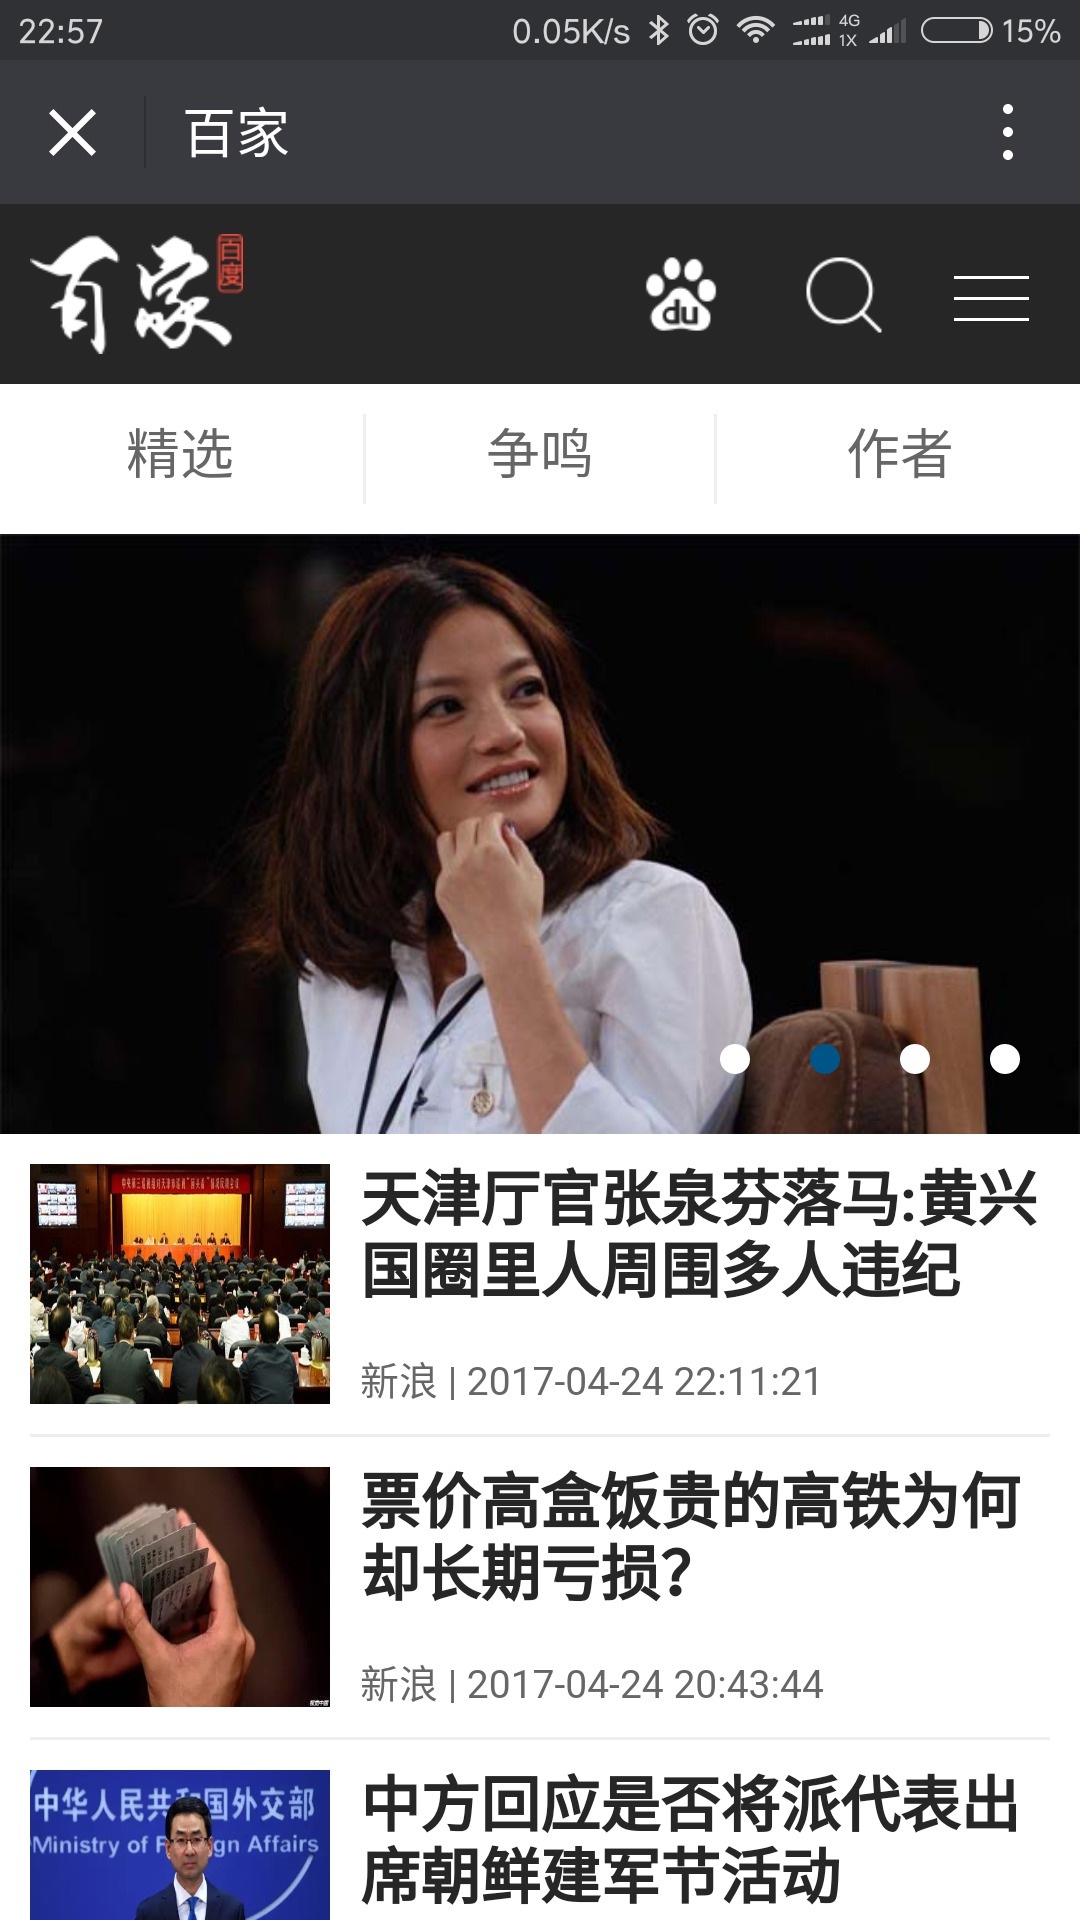 22:57 0.05K/s 4G 1X 15%
百家
百家 百度 du
精选 争鸣 作者
天津厅官张泉芬落马:黄兴
国圈里人周围多人违纪
新浪 | 2017-04-24 22:11:21
票价高盒饭贵的高铁为何
却长期亏损?
新浪 | 2017-04-24 20:43:44
中华人民共和国外交部
Ministry of F gn Affairs
中方回应是否将派代表出
席朝鲜建军节活动